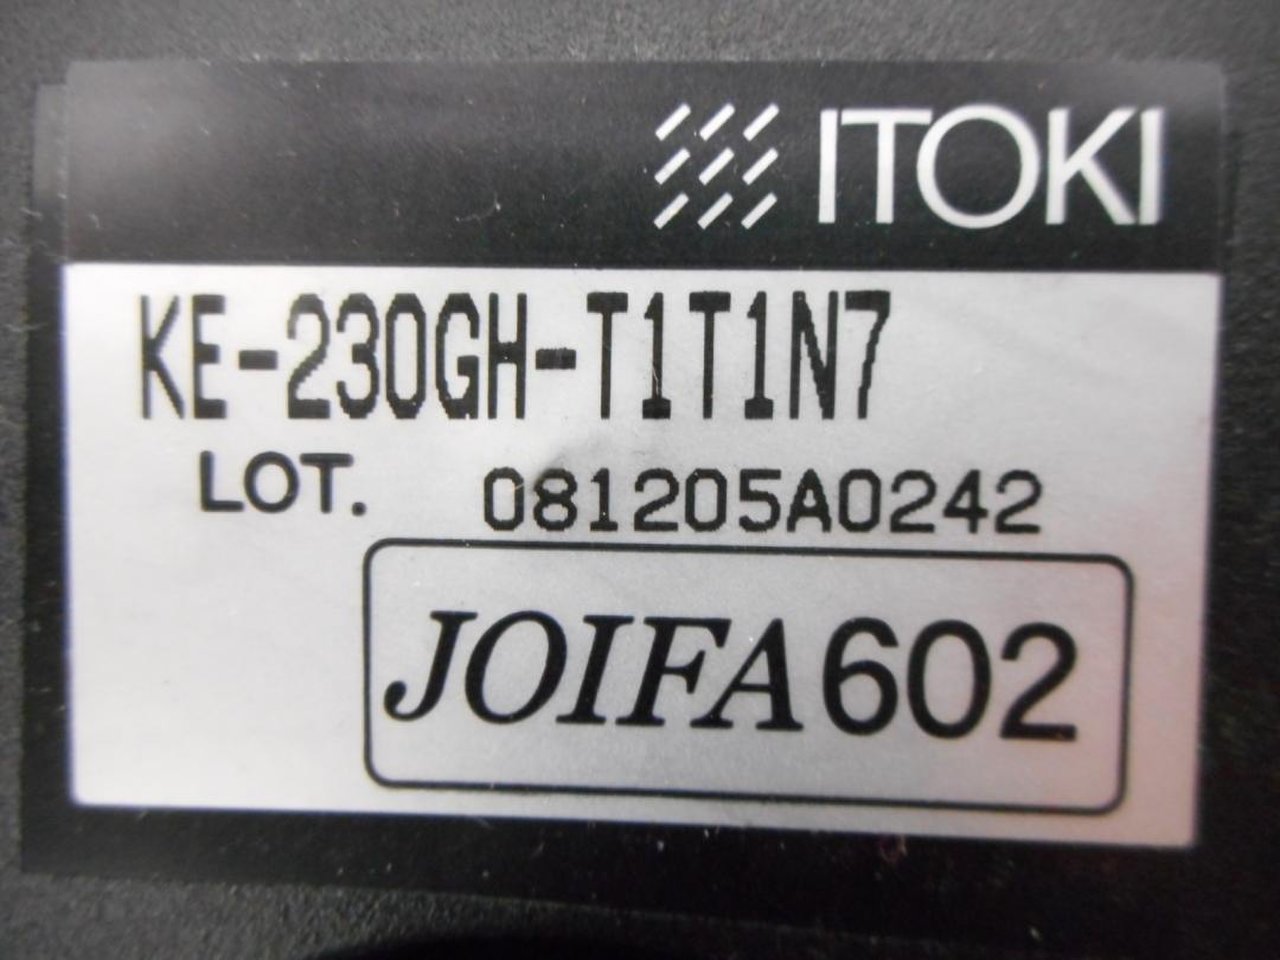 ITOKI
KE-230GH-T1T1N7
LOT. 081205A0242
JOIFA602